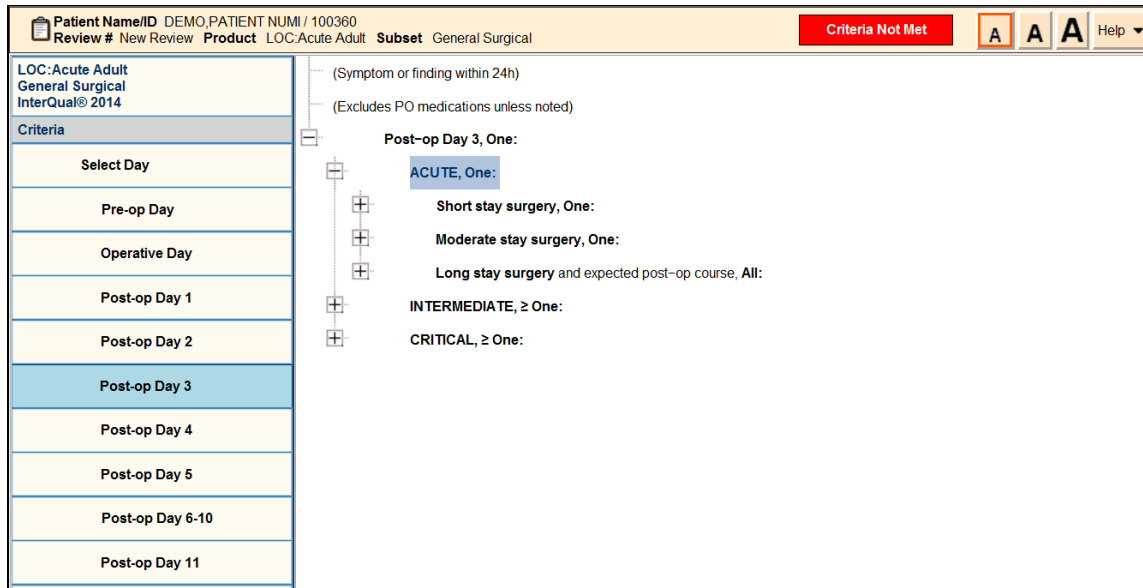 Patient Name/ID DEMO,PATIENT NUMI / 100360
Review # New Review Product LOC:Acute Adult Subset General Surgical
Criteria Not Met
A A A Help
LOC:Acute Adult
General Surgical
InterQual® 2014
Criteria
Select Day
Pre-op Day
Operative Day
Post-op Day 1
Post-op Day 2
Post-op Day 3
Post-op Day 4
Post-op Day 5
Post-op Day 6-10
Post-op Day 11
(Symptom or finding within 24h)
(Excludes PO medications unless noted)
Post-op Day 3, One:
ACUTE, One:
Short stay surgery, One:
Moderate stay surgery, One:
Long stay surgery and expected post-op course, All:
INTERMEDIATE, ≥ One:
CRITICAL, ≥ One: